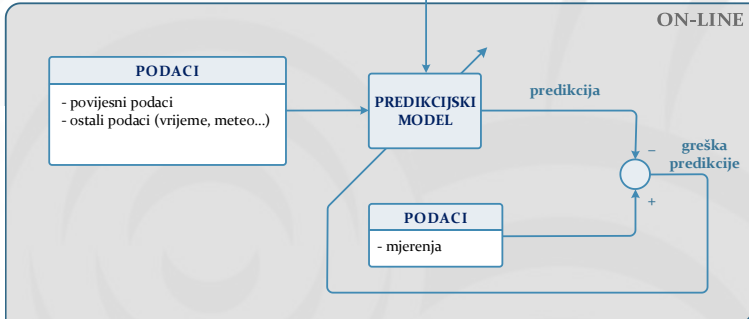 ON-LINE
PODACI
- povijesni podaci
- ostali podaci (vrijeme, meteo...)
PREDIKCIJSKI
MODEL
predikcija
–
greška
predikcije
+
PODACI
- mjerenja